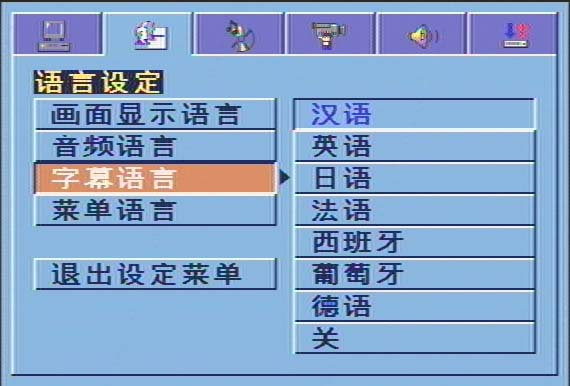 语言设定
画面显示语言
音频语言
字幕语言
菜单语言
退出设定菜单
汉语
英语
日语
法语
西班牙
葡萄牙
德语
关